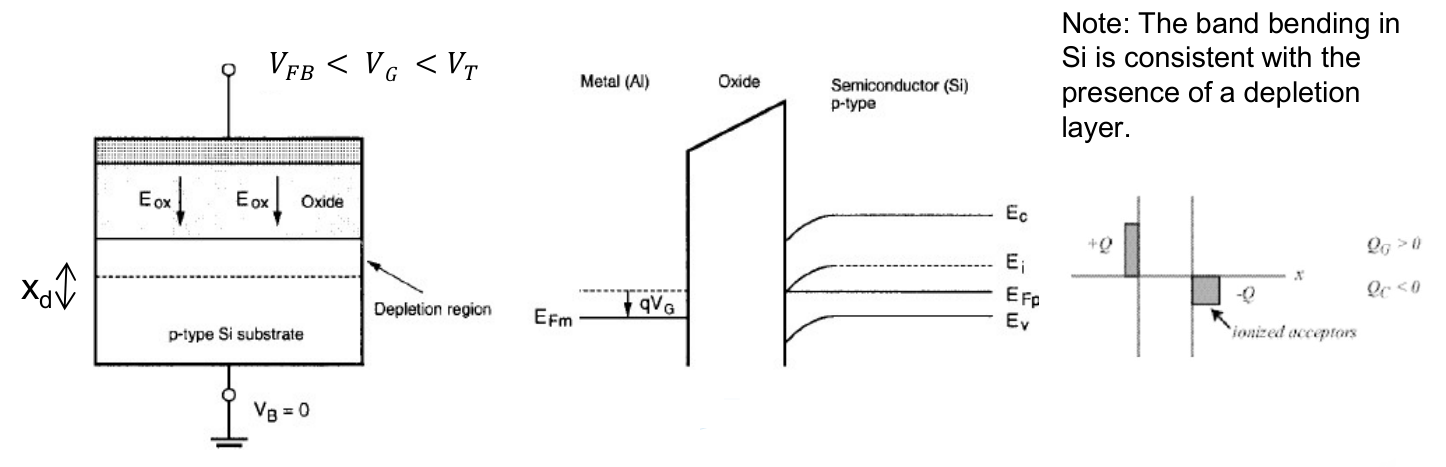 V_{FB} < V_G < V_T
E_{ox}
E_{ox}
Oxide
x_d
Depletion region
p-type Si substrate
V_B = 0
Metal (Al)
Oxide
Semiconductor (Si)
p-type
E_c
E_i
E_{Fp}
E_v
qV_G
E_{Fm}
Note: The band bending in
Si is consistent with the
presence of a depletion
layer.
+Q
Q_G > 0
x
-Q
Q_C < 0
ionized acceptors